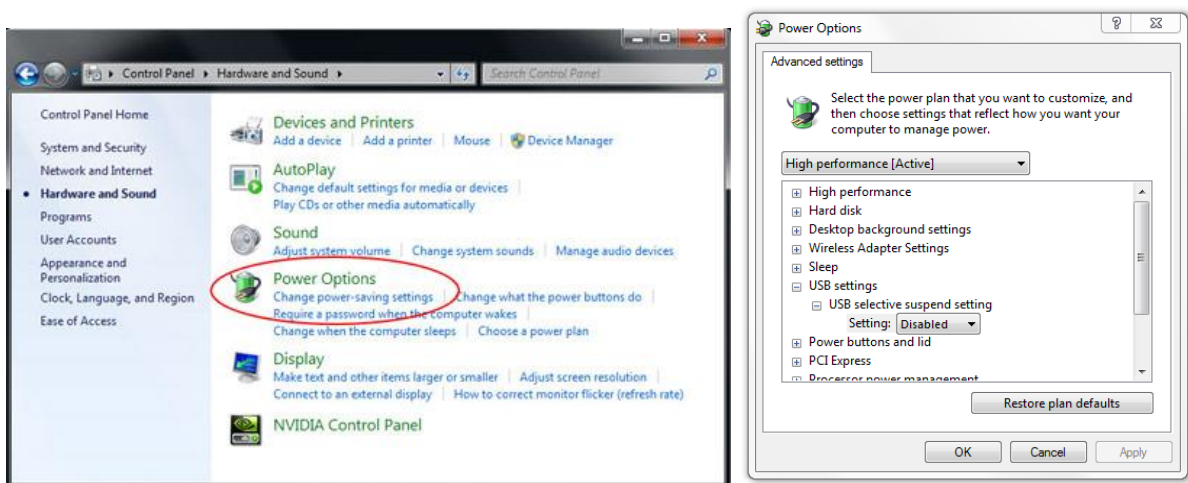 Control Panel ▸ Hardware and Sound ▸
Search Control Panel
Control Panel Home
System and Security
Network and Internet
Hardware and Sound
Programs
User Accounts
Appearance and
Personalization
Clock, Language, and Region
Ease of Access
Devices and Printers
Add a device | Add a printer | Mouse | Device Manager
AutoPlay
Change default settings for media or devices |
Play CDs or other media automatically
Sound
Adjust system volume | Change system sounds | Manage audio devices
Power Options
Change power-saving settings | Change what the power buttons do |
Require a password when the computer wakes |
Change when the computer sleeps | Choose a power plan
Display
Make text and other items larger or smaller | Adjust screen resolution |
Connect to an external display | How to correct monitor flicker (refresh rate)
NVIDIA Control Panel
Power Options
Advanced settings
Select the power plan that you want to customize, and
then choose settings that reflect how you want your
computer to manage power.
High performance [Active]
High performance
Hard disk
Desktop background settings
Wireless Adapter Settings
Sleep
USB settings
USB selective suspend setting
Setting: Disabled
Power buttons and lid
PCI Express
Processor power management
Restore plan defaults
OK Cancel Apply